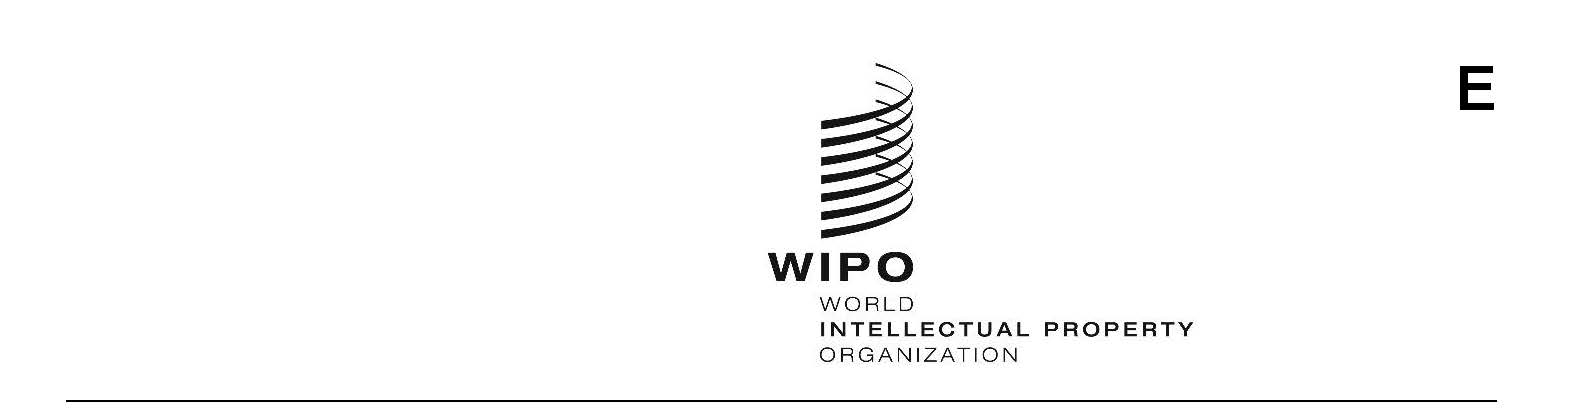 E
WIPO
WORLD
INTELLECTUAL PROPERTY
ORGANIZATION